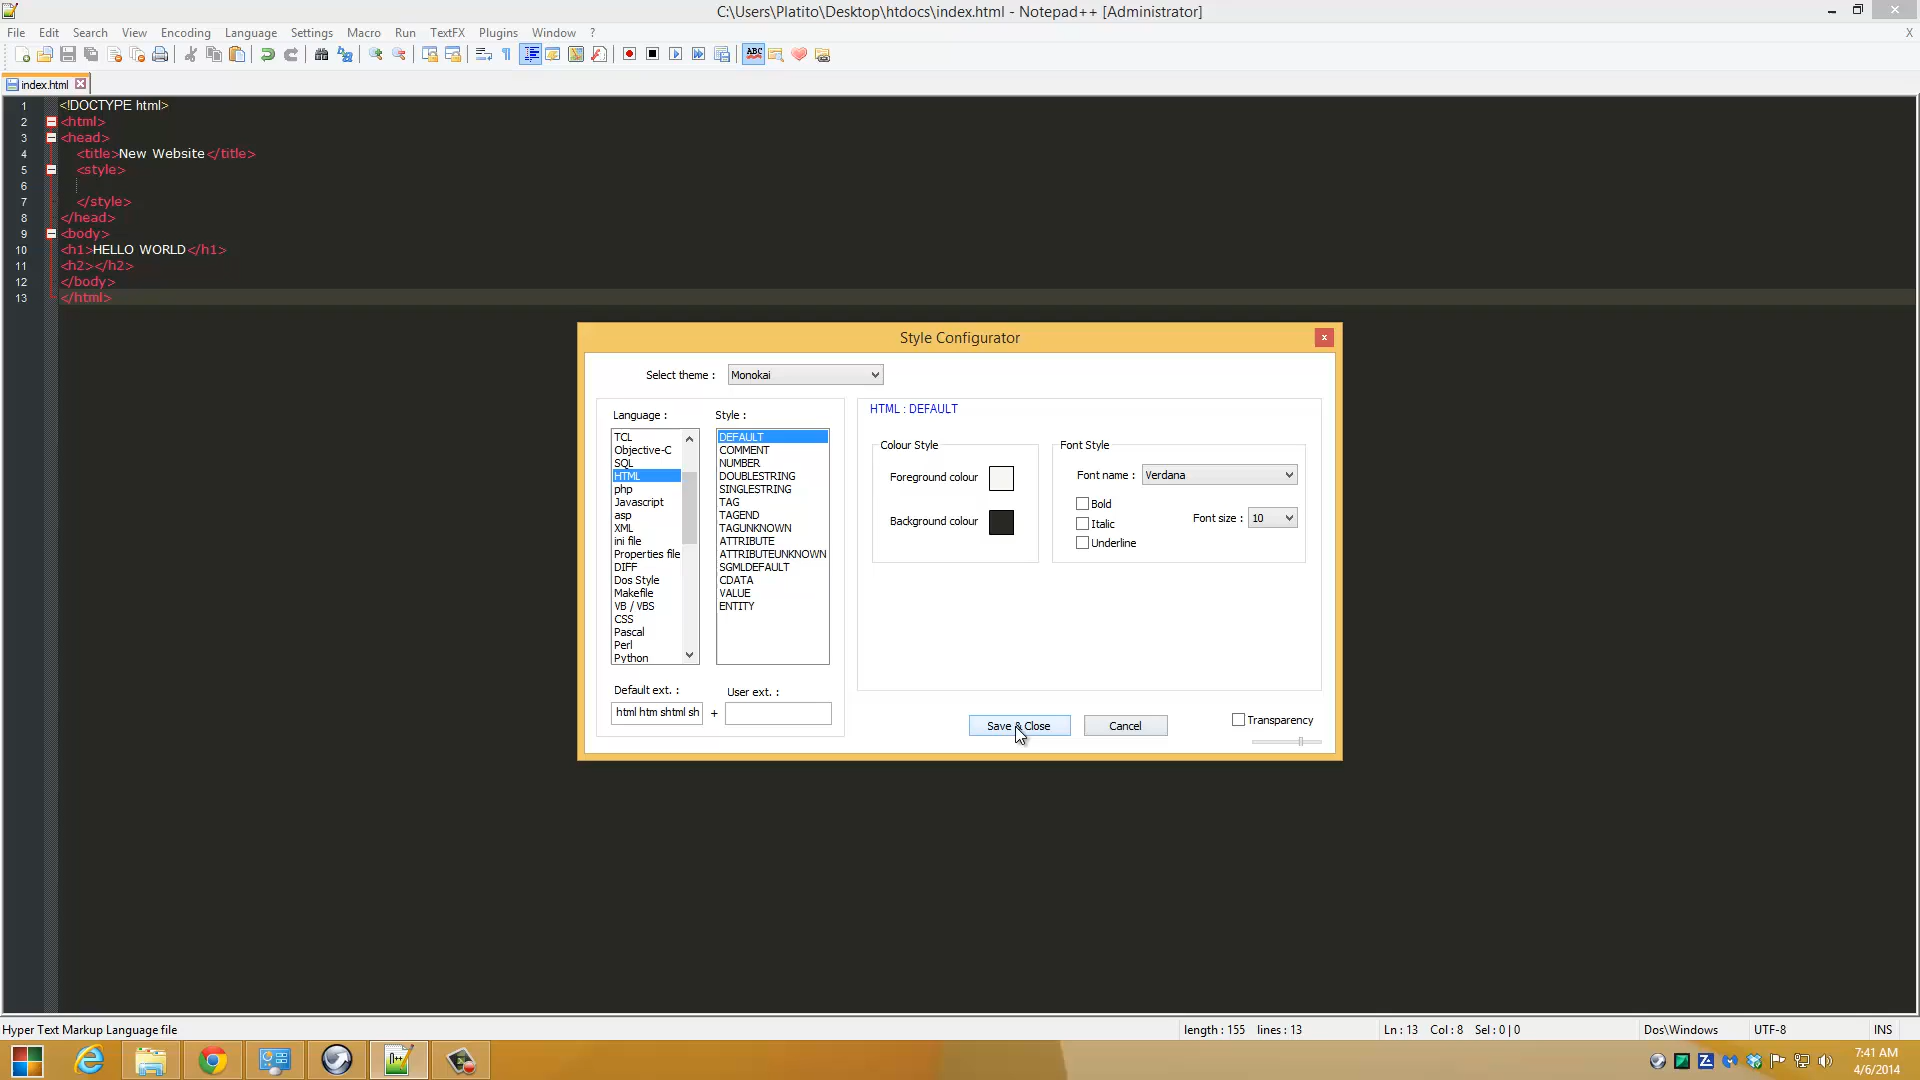 C:\Users\Platito\Desktop\htdocs\index.html - Notepad++ [Administrator]
File Edit Search View Encoding Language Settings Macro Run TextFX Plugins Window ? X
index.html
1 <!DOCTYPE html>
2 <html>
3 <head>
4 <title>New Website</title>
5 <style>
6
7 </style>
8 </head>
9 <body>
10 <h1>HELLO WORLD</h1>
11 <h2></h2>
12 </body>
13 </html>
Style Configurator
Select theme : Monokai
Language :
TCL
Objective-C
SQL
HTML
php
Javascript
asp
XML
ini file
Properties file
DIFF
Dos Style
Makefile
VB / VBS
CSS
Pascal
Perl
Python
Style :
DEFAULT
COMMENT
NUMBER
DOUBLESTRING
SINGLESTRING
TAG
TAGEND
TAGUNKNOWN
ATTRIBUTE
ATTRIBUTEUNKNOWN
SGMLDEFAULT
CDATA
VALUE
ENTITY
HTML : DEFAULT
Colour Style
Foreground colour
Background colour
Font Style
Font name : Verdana
Bold
Italic
Underline
Font size : 10
Default ext. :
html htm shtml sh
+
User ext. :
Save & Close
Cancel
Transparency
Hyper Text Markup Language file
length : 155 lines : 13
Ln : 13 Col : 8 Sel : 0 | 0
Dos\Windows
UTF-8
INS
7:41 AM
4/6/2014